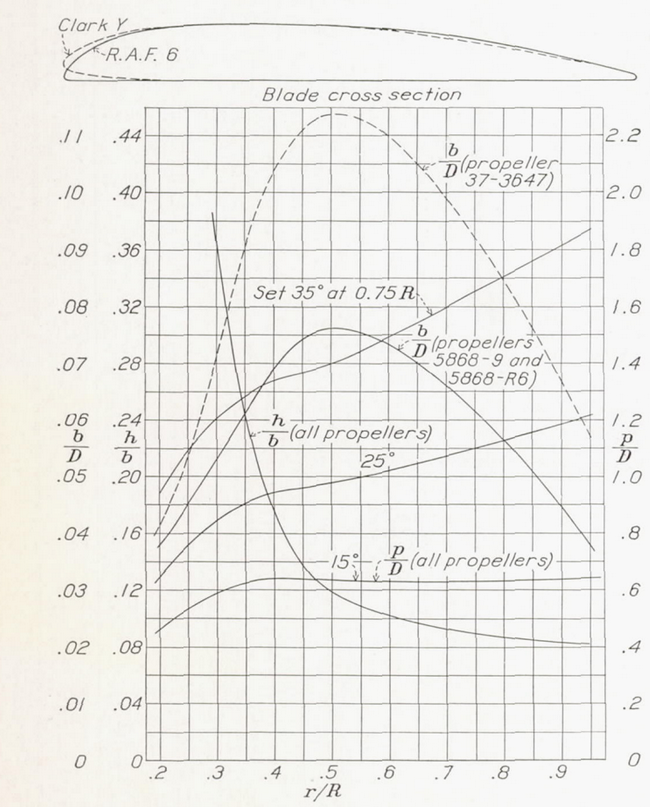 Clark Y
R.A.F. 6
Blade cross section
.11 .44 2.2
b/D (propeller
37-3647)
.10 .40 2.0
.09 .36 1.8
Set 35° at 0.75 R
.08 .32 1.6
b/D (propellers
5868-9 and
5868-R6)
.07 .28 1.4
.06 .24 1.2
h/b (all propellers)
b/D h/b p/D
25°
.05 .20 1.0
.04 .16 .8
15° p/D (all propellers)
.03 .12 .6
.02 .08 .4
.01 .04 .2
0 0 0
.2 .3 .4 .5 .6 .7 .8 .9
r/R